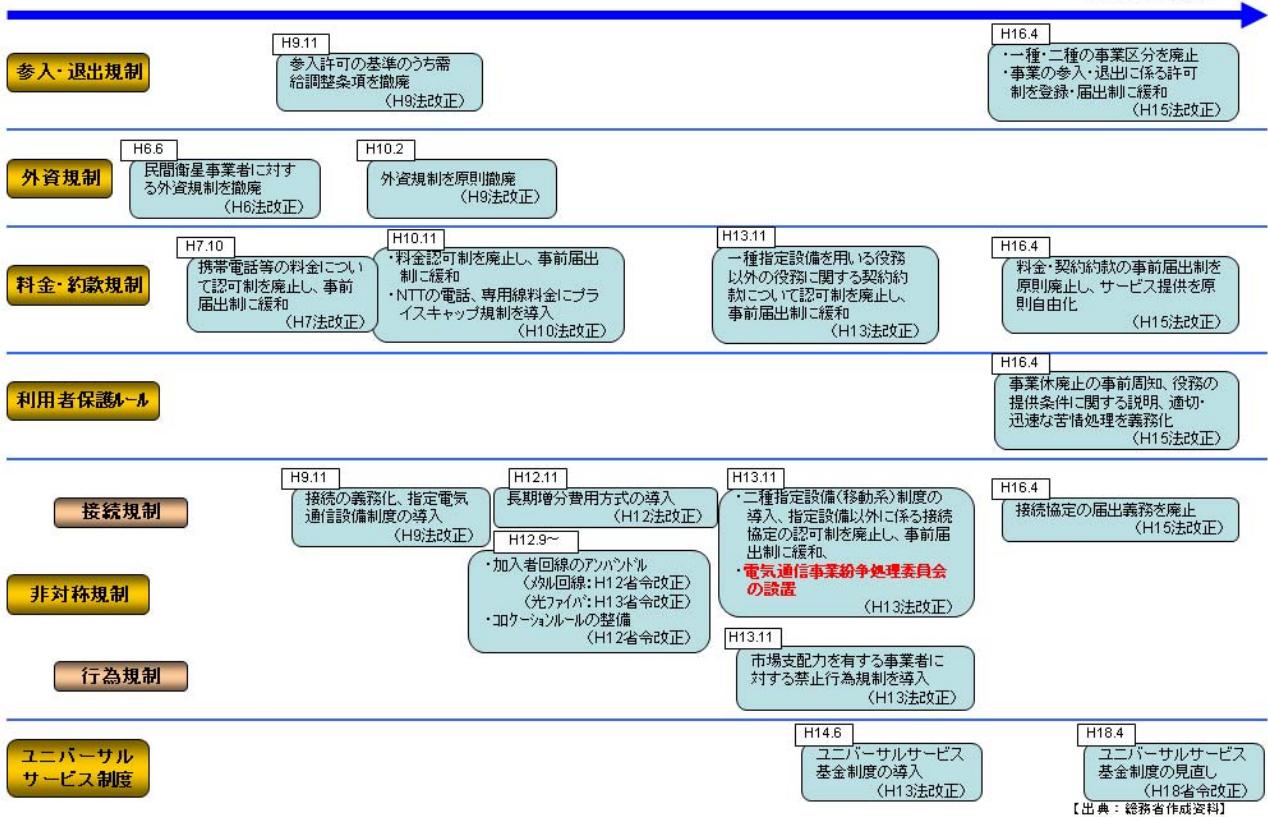 参入・退出規制
H9.11
参入許可の基準のうち需
給調整条項を撤廃
(H9法改正)
H16.4
・一種・二種の事業区分を廃止
・事業の参入・退出に係る許可
制を登録・届出制に緩和
(H15法改正)
外資規制
H6.6
民間衛星事業者に対す
る外資規制を撤廃
(H6法改正)
H10.2
外資規制を原則撤廃
(H9法改正)
料金・約款規制
H7.10
携帯電話等の料金につい
て認可制を廃止し、事前
届出制に緩和
(H7法改正)
H10.11
・料金認可制を廃止し、事前届出
制に緩和
・NTTの電話、専用線料金にプラ
イスキャップ規制を導入
(H10法改正)
H13.11
一種指定設備を用いる役務
以外の役務に関する契約約
款について認可制を廃止し、
事前届出制に緩和
(H13法改正)
H16.4
料金・契約約款の事前届出制を
原則廃止し、サービス提供を原
則自由化
(H15法改正)
利用者保護ルール
H16.4
事業休廃止の事前周知、役務の
提供条件に関する説明、適切・
迅速な苦情処理を義務化
(H15法改正)
接続規制
H9.11
接続の義務化、指定電気
通信設備制度の導入
(H9法改正)
H12.11
長期増分費用方式の導入
(H12法改正)
H13.11
・二種指定設備(移動系)制度の
導入、指定設備以外に係る接続
協定の認可制を廃止し、事前届
出制に緩和、
・電気通信事業紛争処理委員会
の設置
(H13法改正)
H16.4
接続協定の届出義務を廃止
(H15法改正)
非対称規制
H12.9～
・加入者回線のアンバンドル
(メタル回線:H12省令改正)
(光ファイバ:H13省令改正)
・コロケーションルールの整備
(H12省令改正)
行為規制
H13.11
市場支配力を有する事業者に
対する禁止行為規制を導入
(H13法改正)
ユニバーサル
サービス制度
H14.6
ユニバーサルサービス
基金制度の導入
(H13法改正)
H18.4
ユニバーサルサービス
基金制度の見直し
(H18省令改正)
【出典：総務省作成資料】